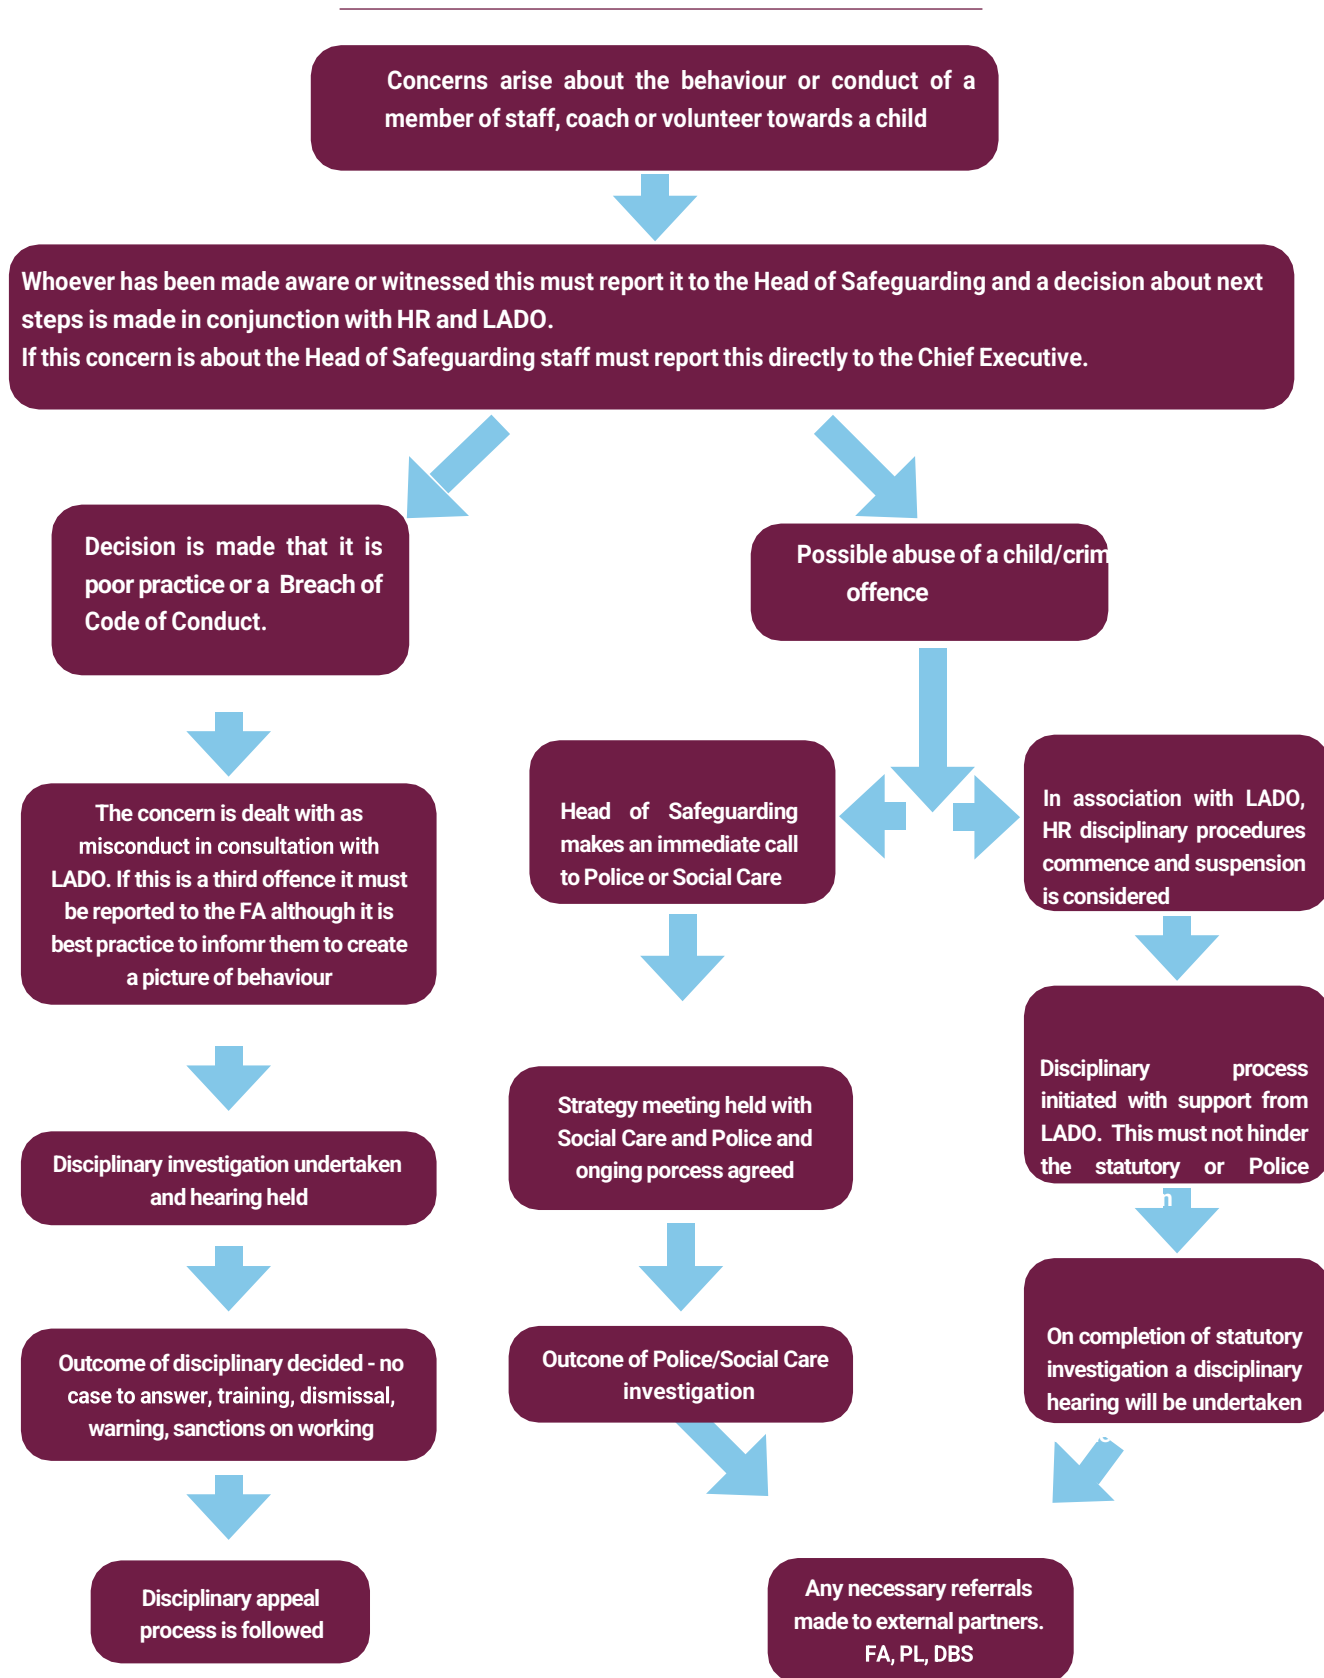 Concerns arise about the behaviour or conduct of a
member of staff, coach or volunteer towards a child
Whoever has been made aware or witnessed this must report it to the Head of Safeguarding and a decision about next
steps is made in conjunction with HR and LADO.
If this concern is about the Head of Safeguarding staff must report this directly to the Chief Executive.
Decision is made that it is
poor practice or a Breach of
Code of Conduct.
Possible abuse of a child/crim
offence
The concern is dealt with as
misconduct in consultation with
LADO. If this is a third offence it must
be reported to the FA although it is
best practice to infomr them to create
a picture of behaviour
Head of Safeguarding
makes an immediate call
to Police or Social Care
In association with LADO,
HR disciplinary procedures
commence and suspension
is considered
Disciplinary investigation undertaken
and hearing held
Strategy meeting held with
Social Care and Police and
onging porcess agreed
Disciplinary process
initiated with support from
LADO. This must not hinder
the statutory or Police
Outcome of disciplinary decided - no
case to answer, training, dismissal,
warning, sanctions on working
Outcone of Police/Social Care
investigation
On completion of statutory
investigation a disciplinary
hearing will be undertaken
Disciplinary appeal
process is followed
Any necessary referrals
made to external partners.
FA, PL, DBS